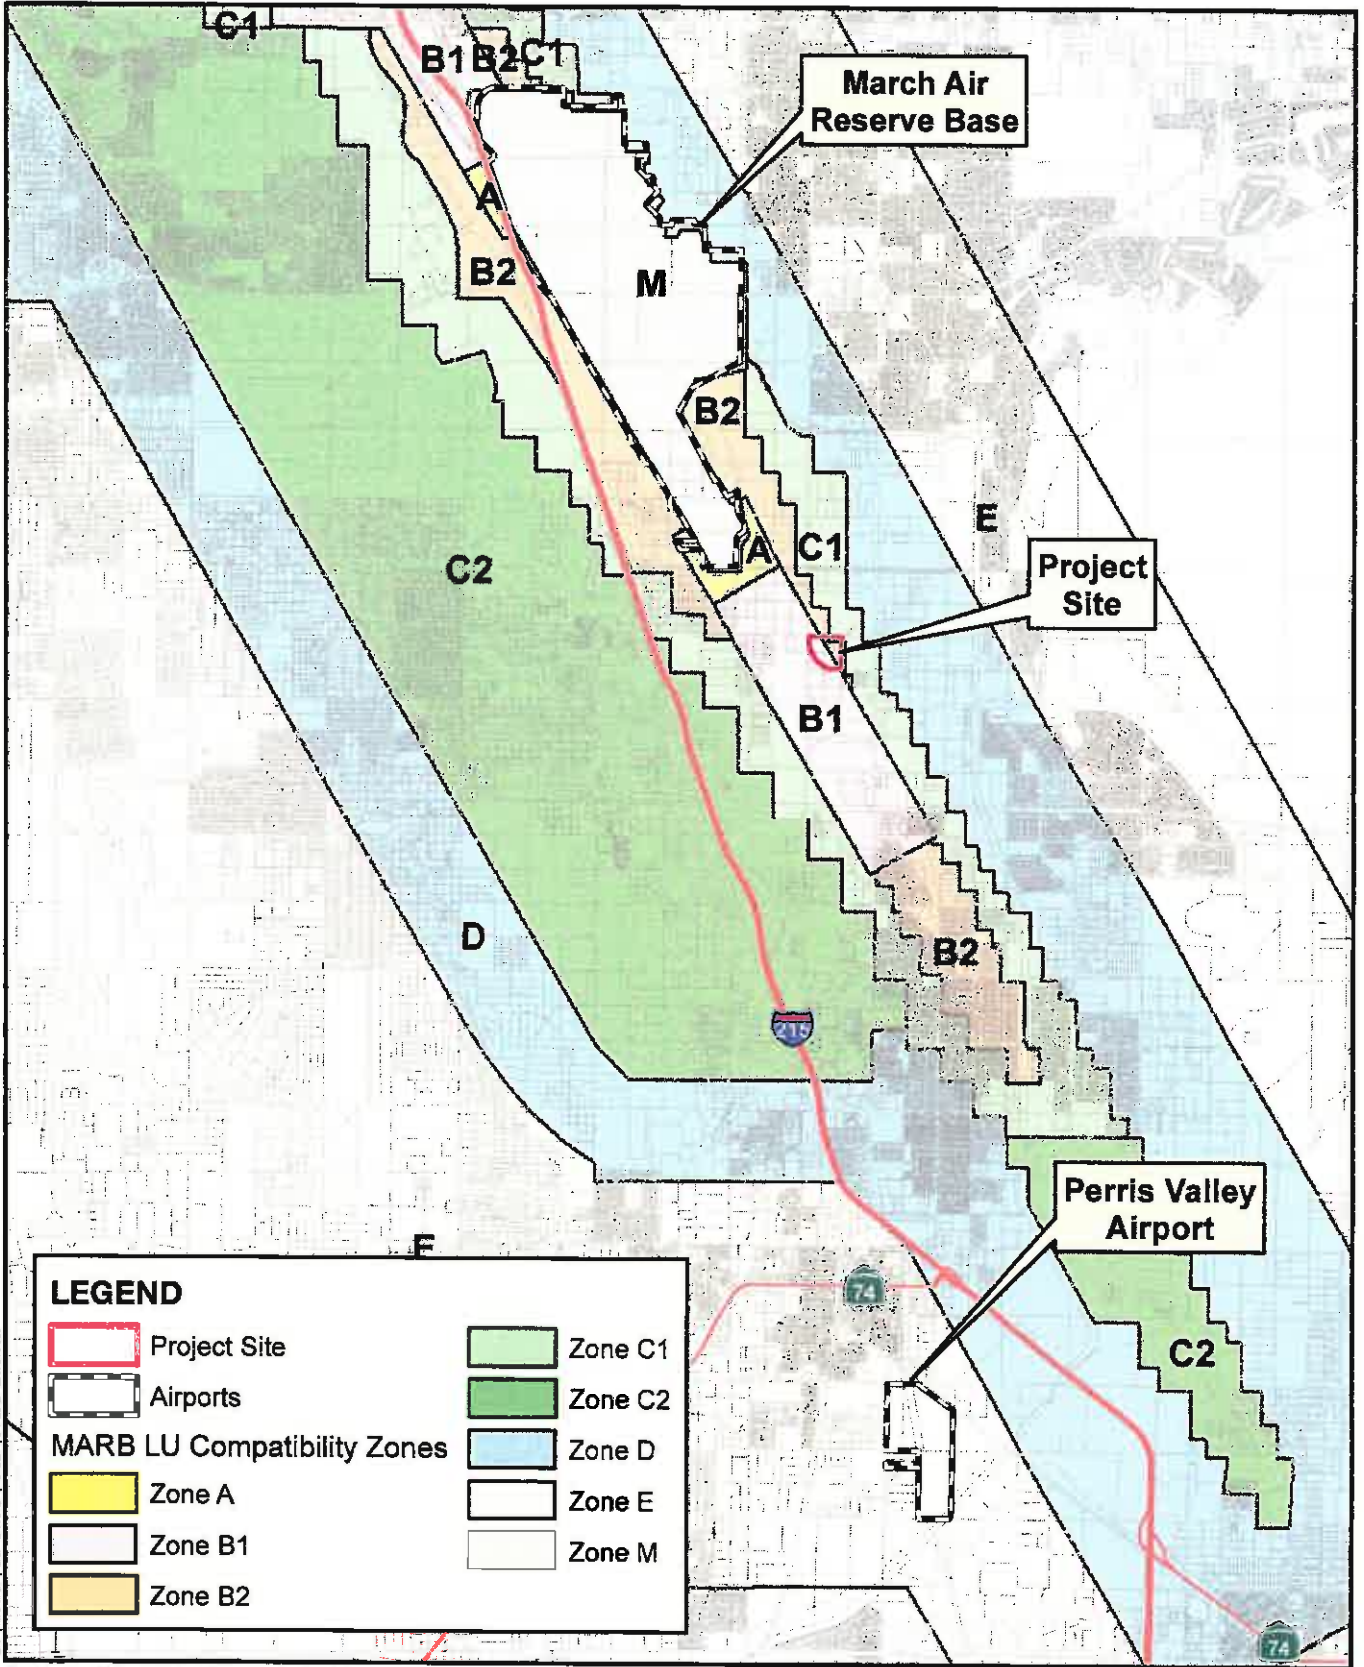 C1
B1
B2
C1
March Air
Reserve Base
A
B2
M
B2
E
A
C1
C2
Project
Site
B1
D
B2
215
Perris Valley
Airport
E
74
C2
LEGEND
Project Site
Airports
MARB LU Compatibility Zones
Zone A
Zone B1
Zone B2
Zone C1
Zone C2
Zone D
Zone E
Zone M
74